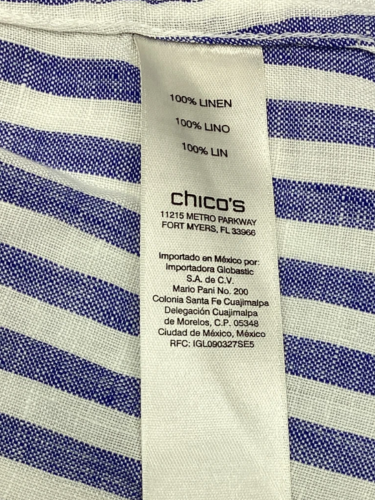 100% LINEN
100% LINO
100% LIN
chico's
11215 METRO PARKWAY
FORT MYERS, FL 33966
Importado en México por:
importadora Globastic
S.A. de C.V.
Mario Pani No. 200
Colonia Santa Fe Cuajimalpa
Delegación Cuajimalpa
de Morelos, C.P. 05348
Ciudad de México, México
RFC: IGL090327SE5